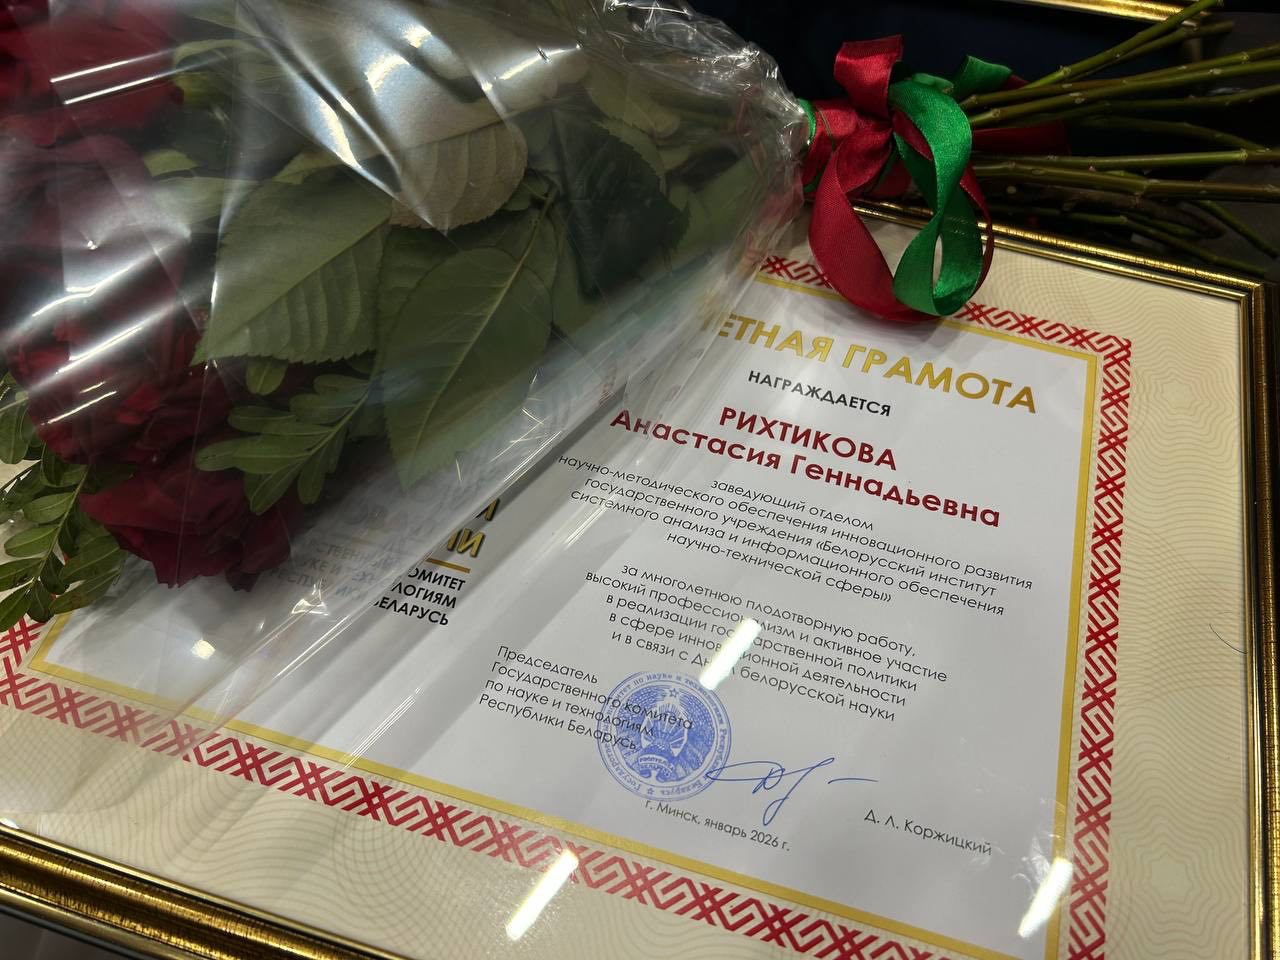 ЕТНАЯ ГРАМОТА
НАГРАЖДАЕТСЯ
РИХТИКОВА
Анастасия Геннадьевна
заведующий отделом
научно-методического обеспечения инновационного развития
государственного учреждения «Белорусский институт
системного анализа и информационного обеспечения
научно-технической сферы»
за многолетнюю плодотворную работу,
высокий профессионализм и активное участие
в реализации государственной политики
в сфере инновационной деятельности
и в связи с Днем белорусской науки
Председатель
Государственного комитета
по науке и технологиям
Республики Беларусь
Д. Л. Коржицкий
г. Минск, январь 2026 г.
ОМИТЕТ
ЛОГИЯМ
БЕЛАРУСЬ